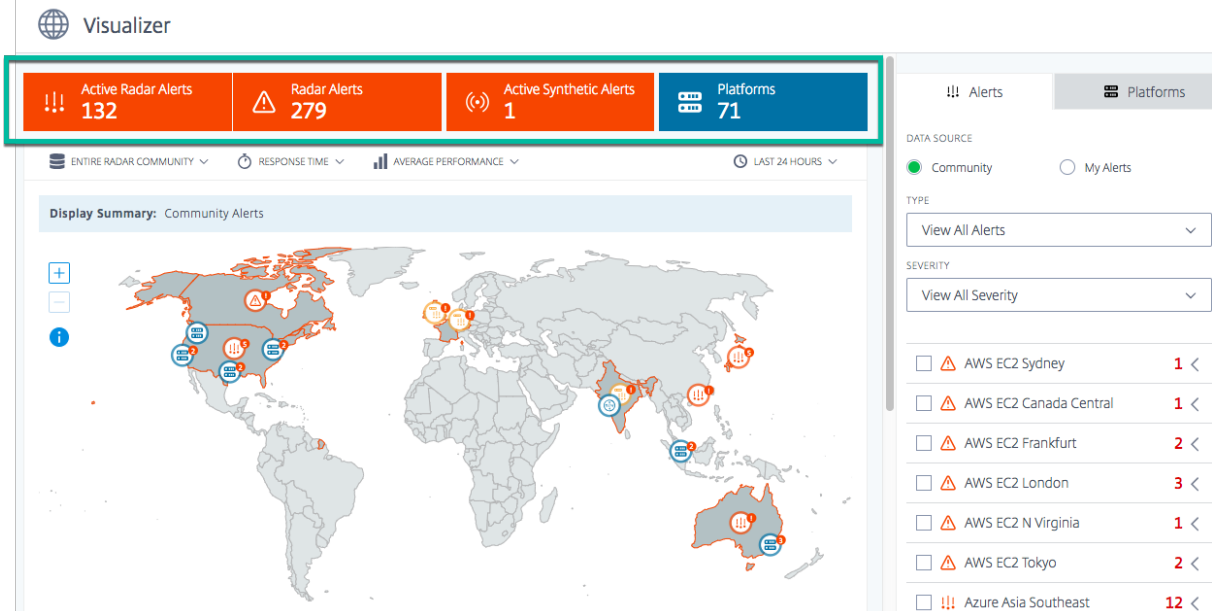 Visualizer
Active Radar Alerts
132
Radar Alerts
279
Active Synthetic Alerts
1
Platforms
71
ENTIRE RADAR COMMUNITY
RESPONSE TIME
AVERAGE PERFORMANCE
LAST 24 HOURS
Display Summary: Community Alerts
Alerts
Platforms
DATA SOURCE
Community
My Alerts
TYPE
View All Alerts
SEVERITY
View All Severity
AWS EC2 Sydney 1
AWS EC2 Canada Central 1
AWS EC2 Frankfurt 2
AWS EC2 London 3
AWS EC2 N Virginia 1
AWS EC2 Tokyo 2
Azure Asia Southeast 12